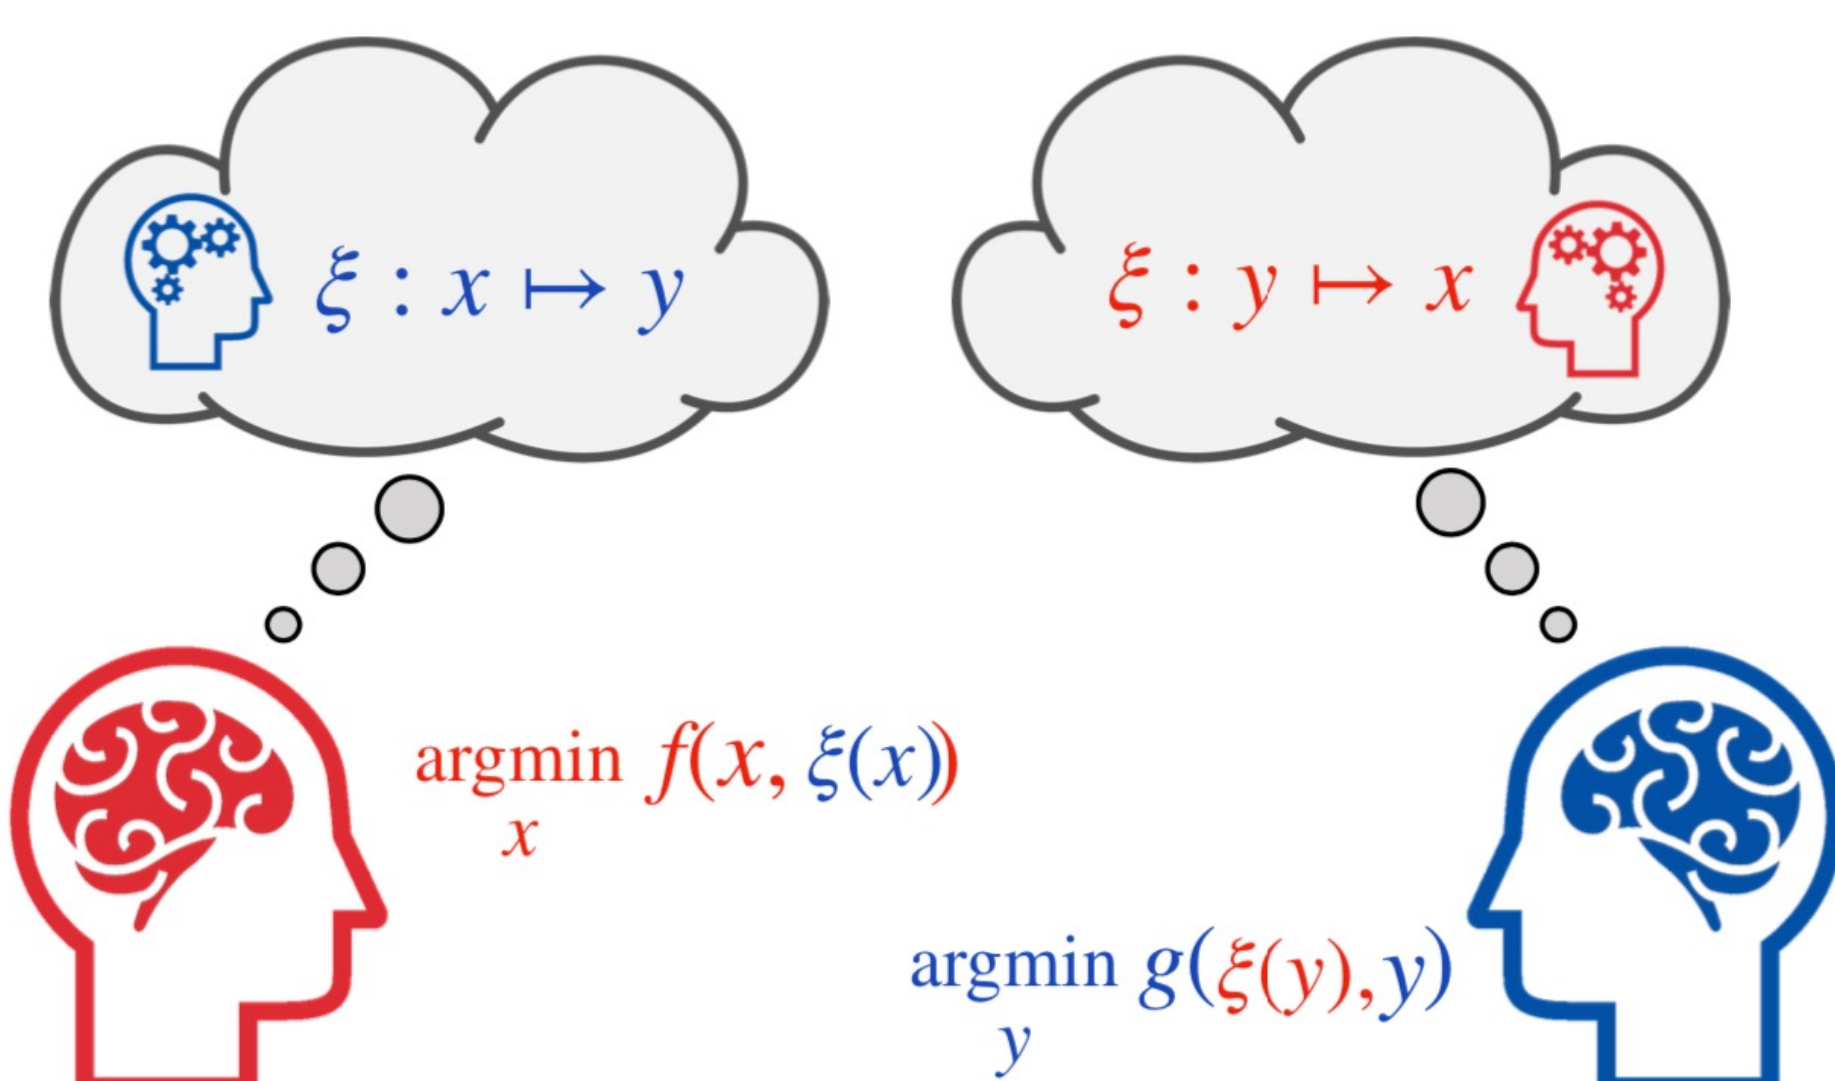 ξ : x ↦ y
ξ : y ↦ x
argmin f(x, ξ(x))
x
argmin g(ξ(y), y)
y